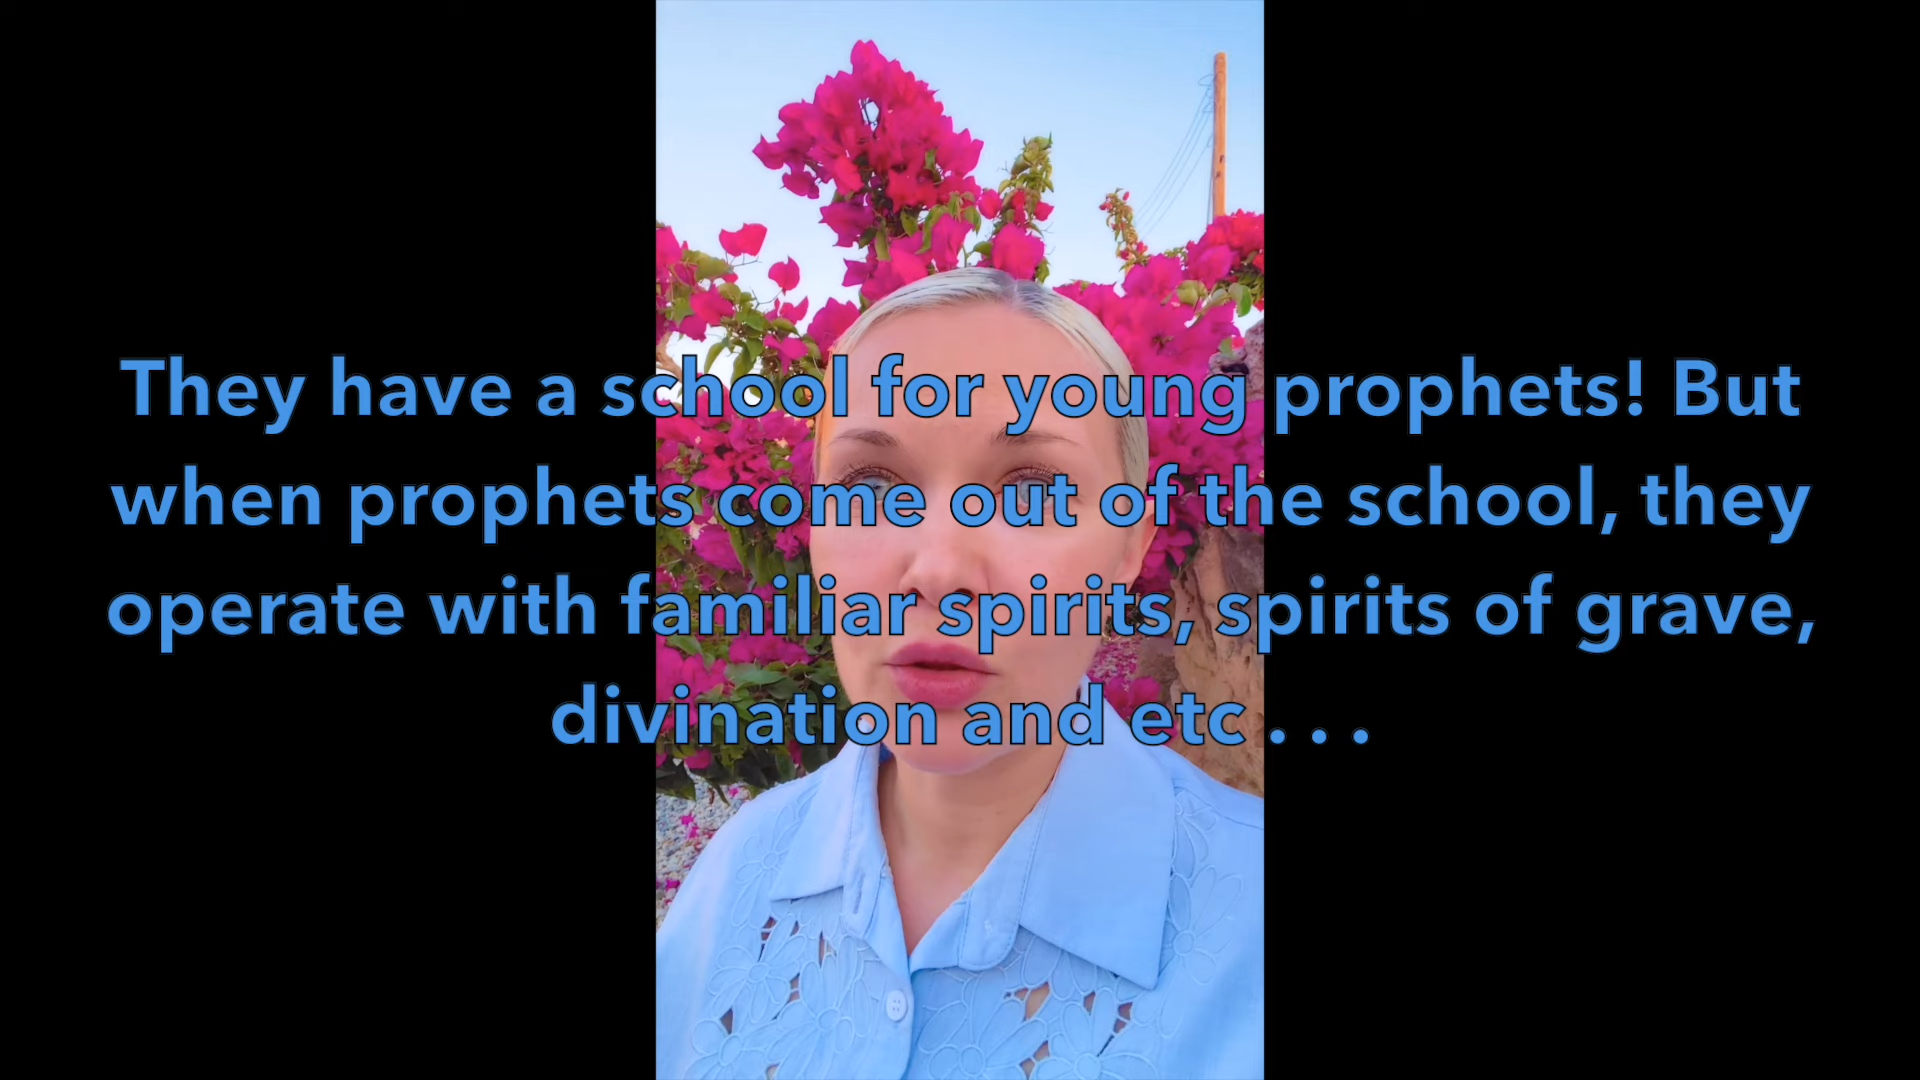 They have a school for young prophets! But
when prophets come out of the school, they
operate with familiar spirits, spirits of grave,
divination and etc . . .